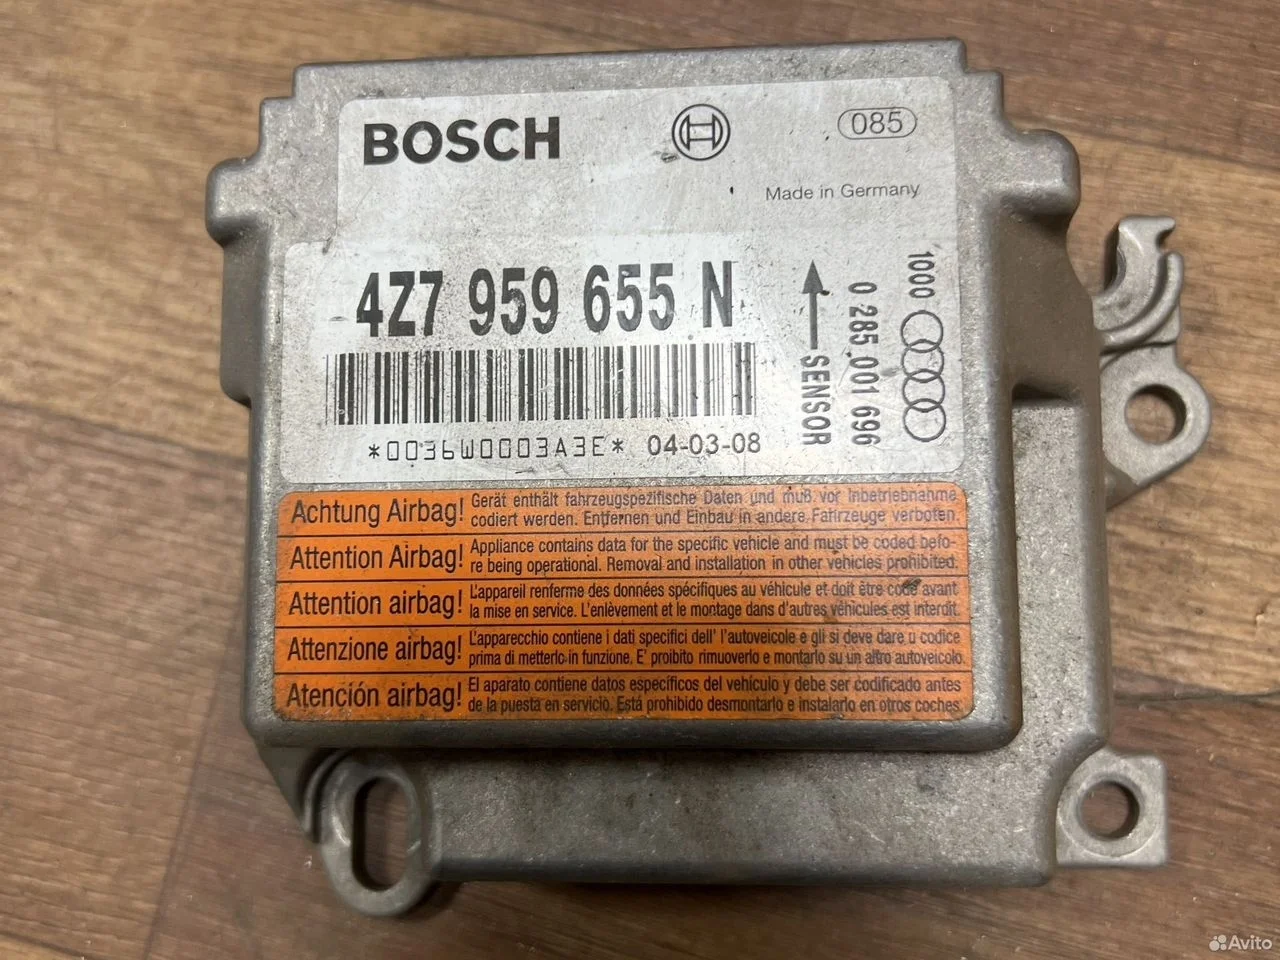 BOSCH
085
Made in Germany
4Z7 959 655 N
*0036W0003A3E* 04-03-08
SENSOR
0 285 001 696
1000
Achtung Airbag! Gerät enthält fahrzeugspezifische Daten und muß vor Inbetriebnahme
codiert werden. Entfernen und Einbau in andere Fahrzeuge verboten.
Attention Airbag! Appliance contains data for the specific vehicle and must be coded befo-
re being operational. Removal and installation in other vehicles prohibited.
Attention airbag! L'appareil renferme des données spécifiques au véhicule et doit être codé avant
la mise en service. L'enlèvement et le montage dans d'autres véhicules est interdit.
Attenzione airbag! L'apparecchio contiene i dati specifici dell' l'autoveicolo e gli si deve dare u codice
prima di metterlo in funzione. E' proibito rimuoverlo e montarlo su un altro autoveicolo.
Atención airbag! El aparato contiene datos específicos del vehículo y debe ser codificado antes
de la puesta en servicio. Está prohibido desmontarlo e instalarlo en otros coches.
Avito